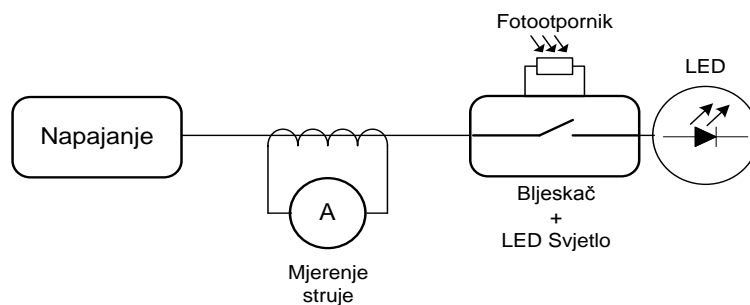 Fotootpornik
LED
Napajanje
A
Bljeskač
+
LED Svjetlo
Mjerenje
struje